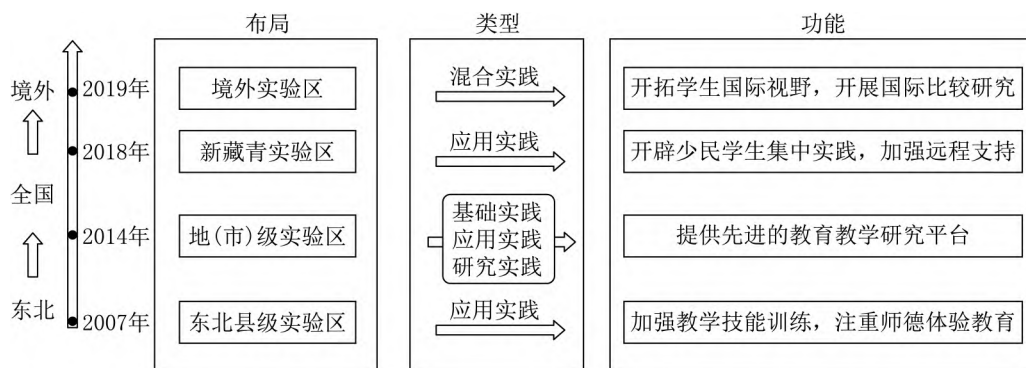 布局 类型 功能
境外 2019年 境外实验区 混合实践 开拓学生国际视野，开展国际比较研究
2018年 新藏青实验区 应用实践 开辟少民学生集中实践，加强远程支持
全国
2014年 地(市)级实验区 基础实践 提供先进的教育教学研究平台
应用实践
研究实践
东北 2007年 东北县级实验区 应用实践 加强教学技能训练，注重师德体验教育